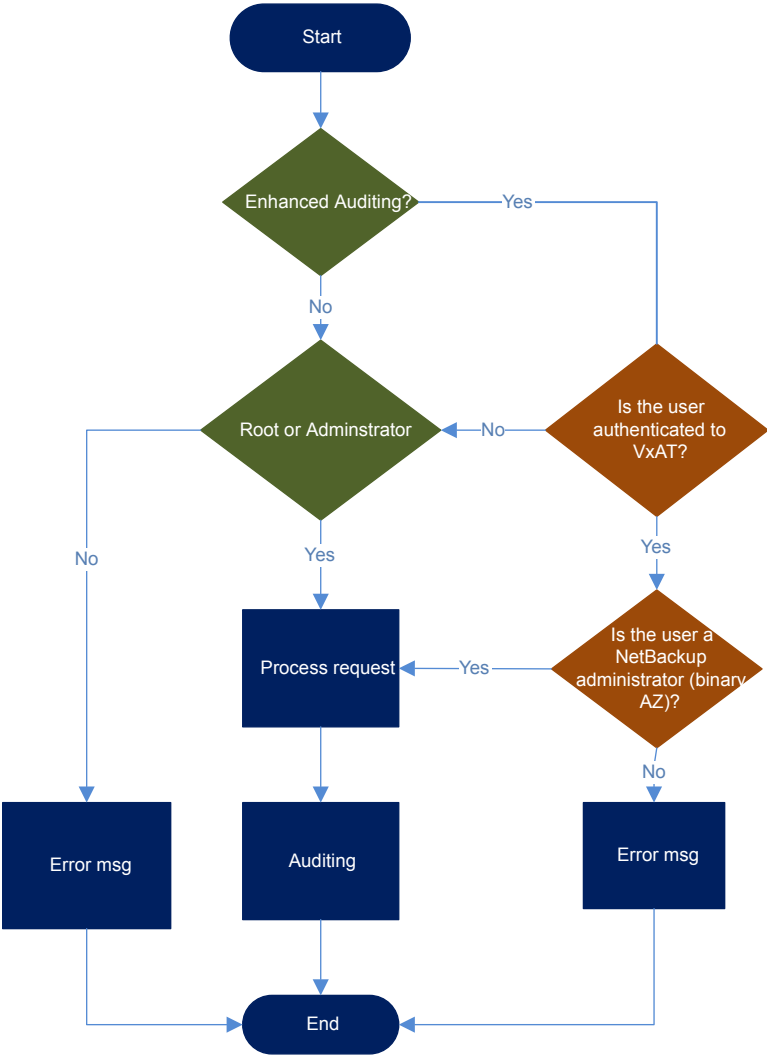 Start
Enhanced Auditing?
Yes
No
Root or Adminstrator
No
Is the user
authenticated to
VxAT?
No
Yes
Yes
Is the user a
NetBackup
administrator (binary
AZ)?
Process request
Yes
No
Error msg
Auditing
Error msg
End